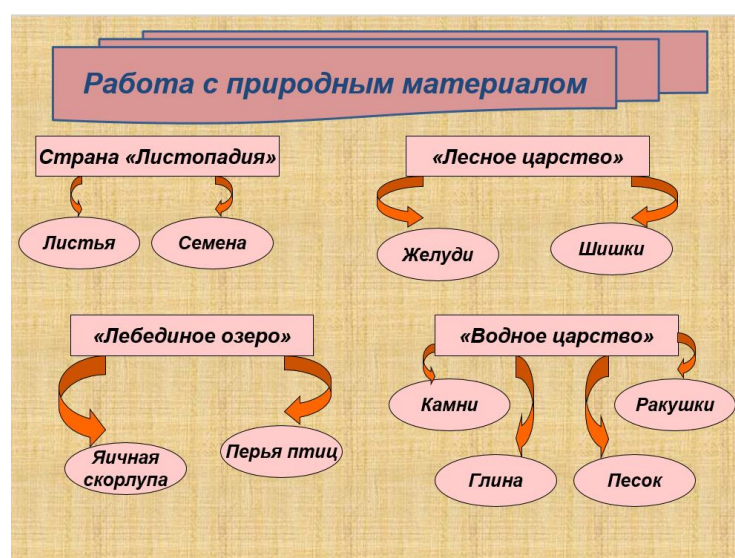 Работа с природным материалом
Страна «Листопадия»
Листья
Семена
«Лесное царство»
Желуди
Шишки
«Лебединое озеро»
Яичная
скорлупа
Перья птиц
«Водное царство»
Камни
Ракушки
Глина
Песок